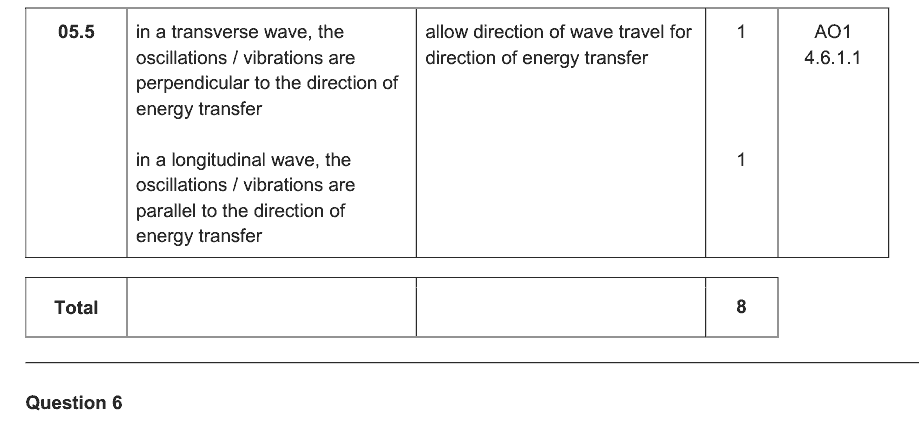 05.5
in a transverse wave, the
oscillations / vibrations are
perpendicular to the direction of
energy transfer
allow direction of wave travel for
direction of energy transfer
1
AO1
4.6.1.1
in a longitudinal wave, the
oscillations / vibrations are
parallel to the direction of
energy transfer
1
Total
8
Question 6